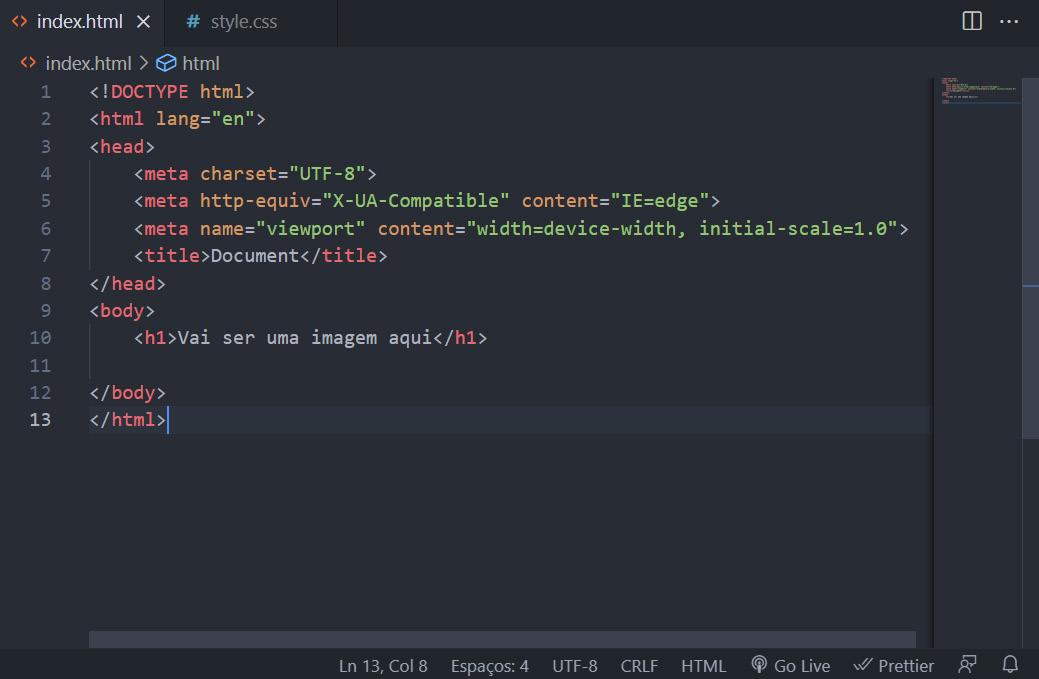 index.html
style.css
index.html > html
1 <!DOCTYPE html>
2 <html lang="en">
3 <head>
4 <meta charset="UTF-8">
5 <meta http-equiv="X-UA-Compatible" content="IE=edge">
6 <meta name="viewport" content="width=device-width, initial-scale=1.0">
7 <title>Document</title>
8 </head>
9 <body>
10 <h1>Vai ser uma imagem aqui</h1>
11
12 </body>
13 </html>
Ln 13, Col 8 Espaços: 4 UTF-8 CRLF HTML Go Live Prettier